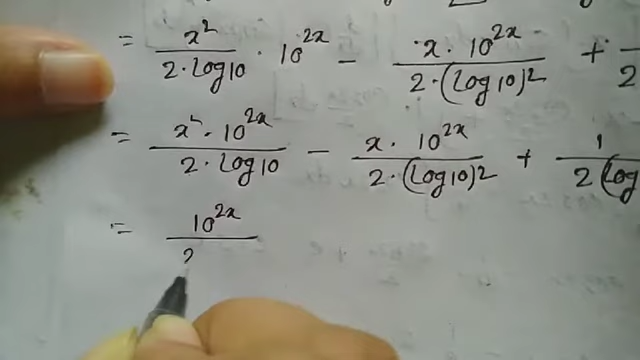 = x²/(2·log10) · 10^2x − x·10^2x/(2·(log10)²) +
= x²·10^2x/(2·log10) − x·10^2x/(2·(log10)²) + 1/(2(log
= 10^2x/2